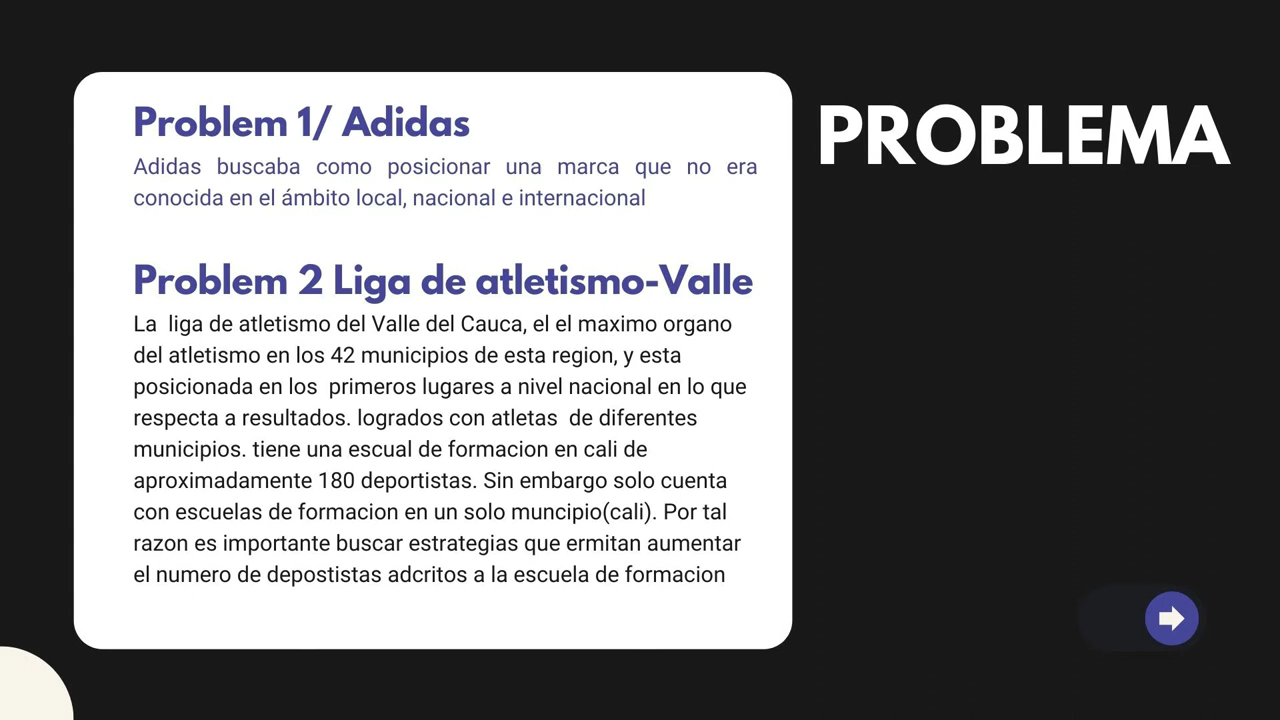 PROBLEMA
Problem 1/ Adidas
Adidas buscaba como posicionar una marca que no era
conocida en el ámbito local, nacional e internacional
Problem 2 Liga de atletismo-Valle
La  liga de atletismo del Valle del Cauca, el el maximo organo
del atletismo en los 42 municipios de esta region, y esta
posicionada en los  primeros lugares a nivel nacional en lo que
respecta a resultados. logrados con atletas  de diferentes
municipios. tiene una escual de formacion en cali de
aproximadamente 180 deportistas. Sin embargo solo cuenta
con escuelas de formacion en un solo muncipio(cali). Por tal
razon es importante buscar estrategias que ermitan aumentar
el numero de depostistas adcritos a la escuela de formacion